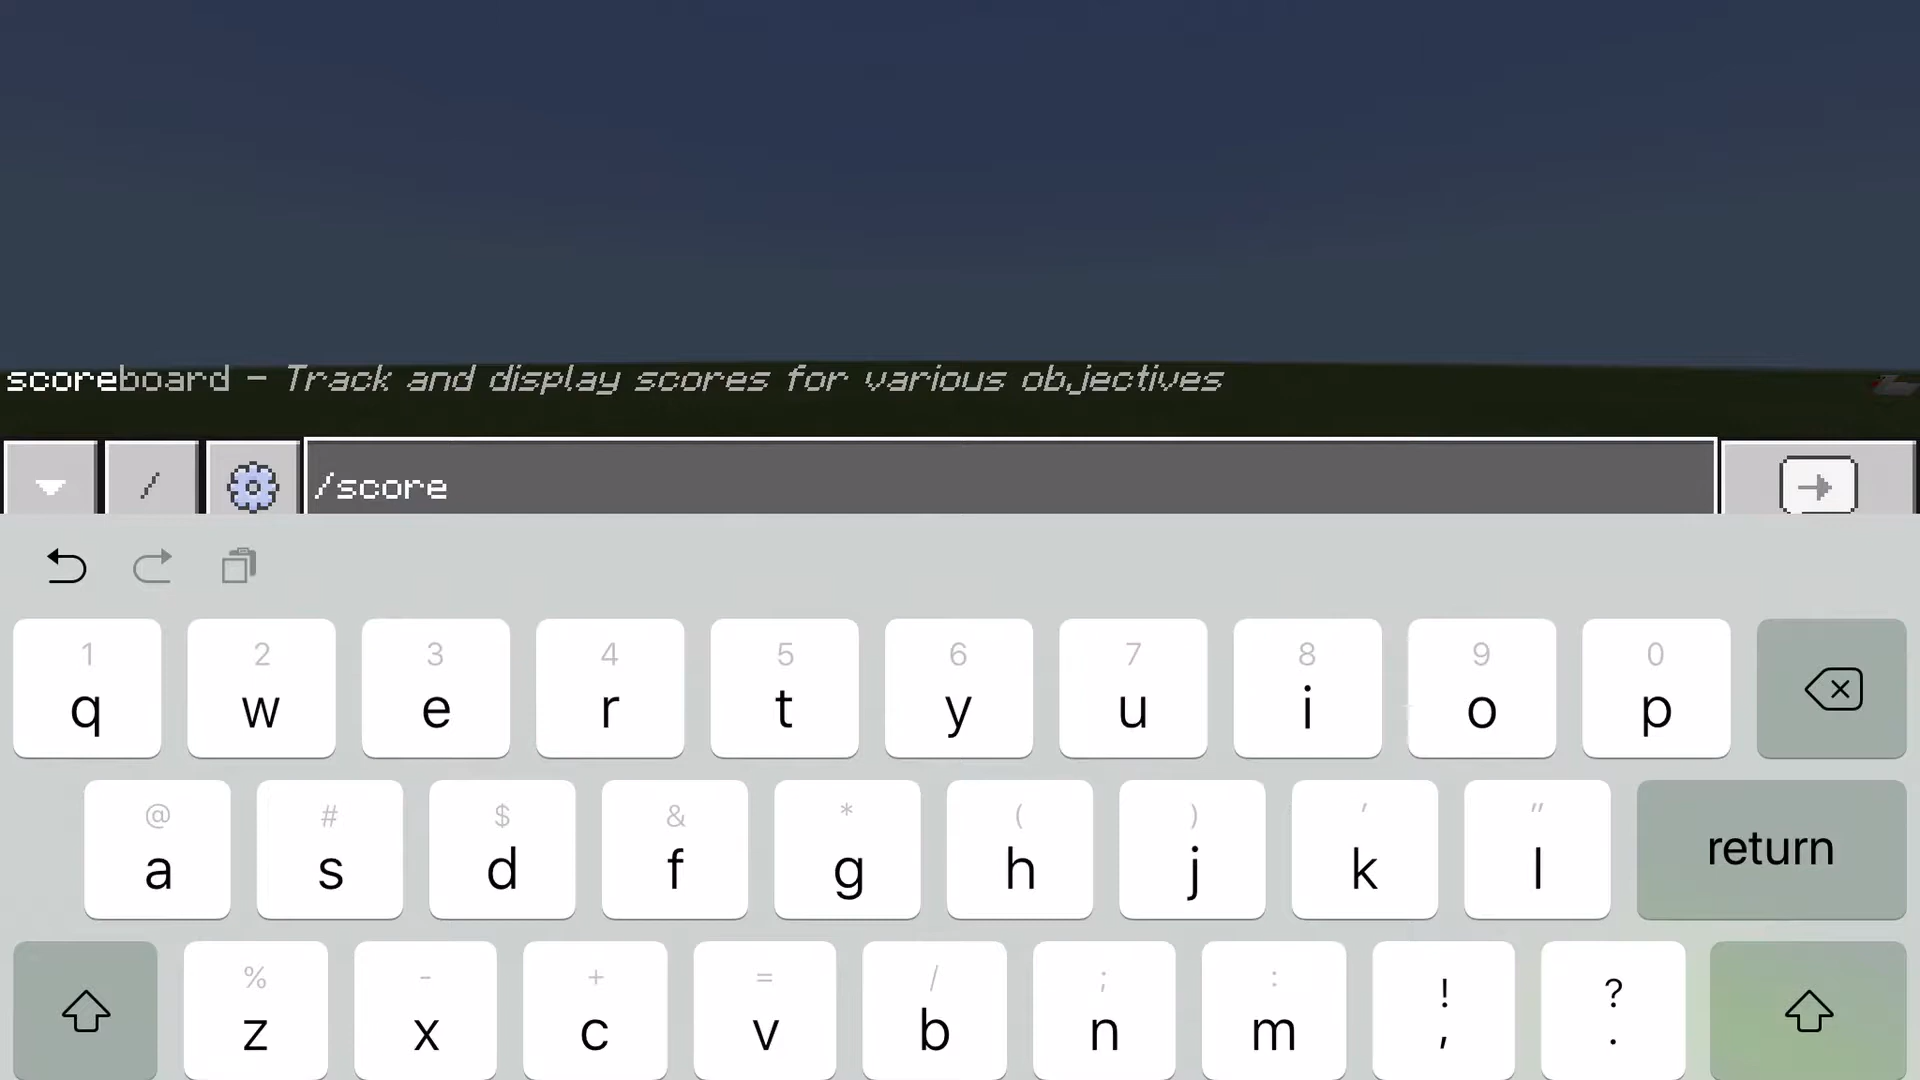 scoreboard - Track and display scores for various objectives
/ /score
1 2 3 4 5 6 7 8 9 0
q w e r t y u i o p
@ # $ & * ( ) ' "
a s d f g h j k l return
% - + = / ; : ! ?
z x c v b n m , .